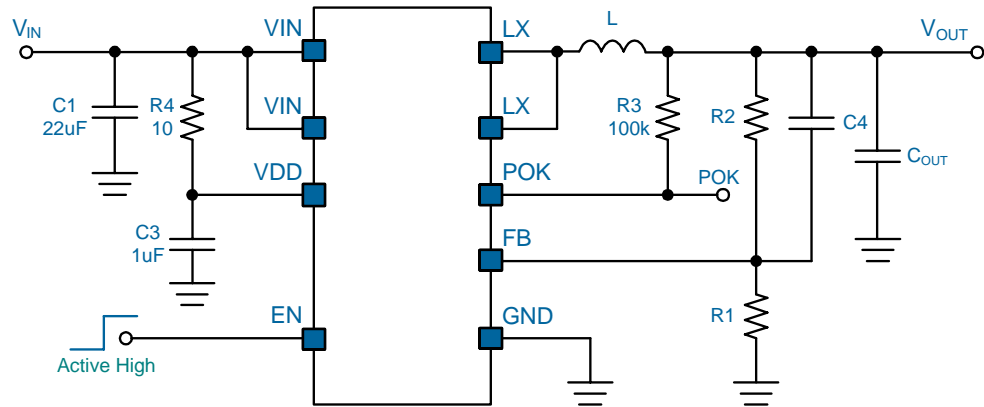 VIN
VIN
LX
L
VOUT
C1
22uF
R4
10
VIN
LX
R3
100k
R2
C4
COUT
VDD
POK
POK
C3
1uF
FB
EN
GND
R1
Active High